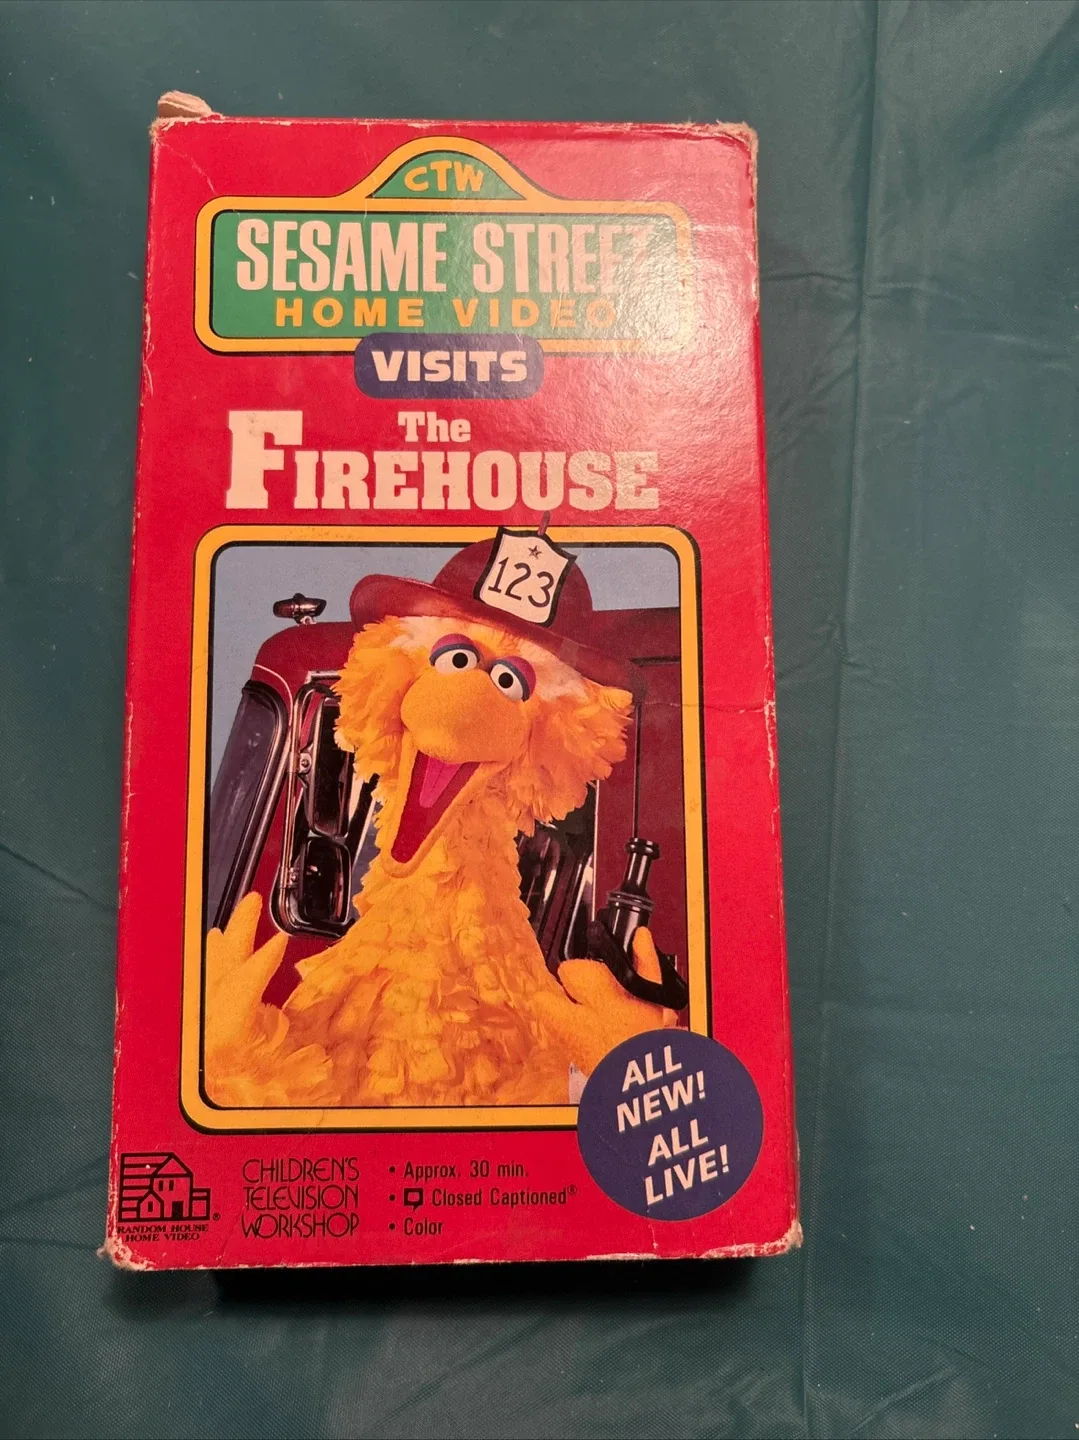 CTW
SESAME STREET
HOME VIDEO
VISITS
The
FIREHOUSE
123
ALL
NEW!
ALL
LIVE!
RANDOM HOUSE ®
HOME VIDEO
CHILDREN'S
TELEVISION
WORKSHOP
• Approx. 30 min.
• Closed Captioned®
• Color